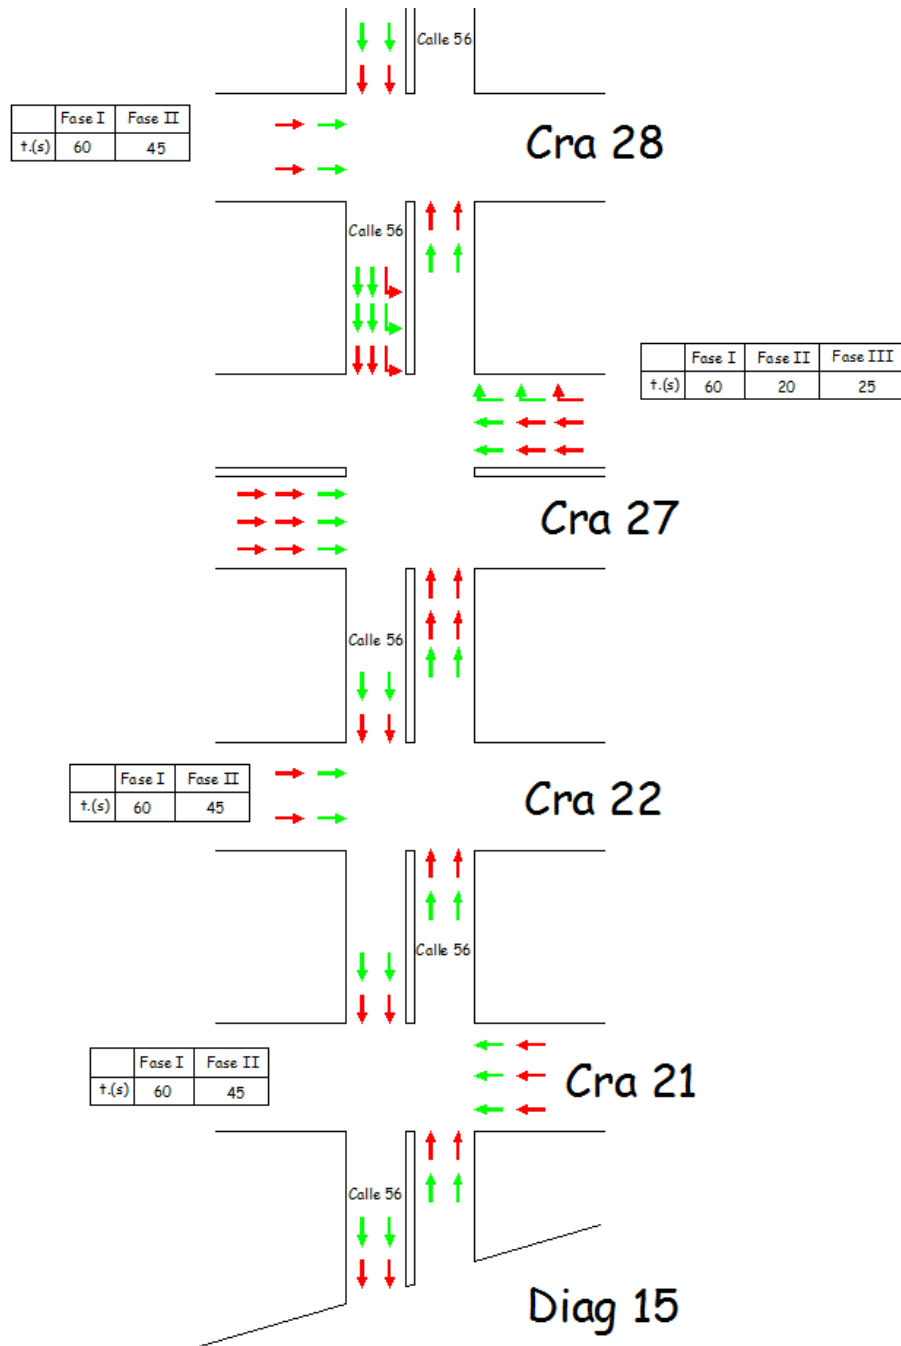 Calle 56
Fase I Fase II
t.(s) 60 45
Cra 28
Calle 56
Fase I Fase II Fase III
t.(s) 60 20 25
Cra 27
Calle 56
Fase I Fase II
t.(s) 60 45
Cra 22
Calle 56
Fase I Fase II
t.(s) 60 45
Cra 21
Calle 56
Diag 15